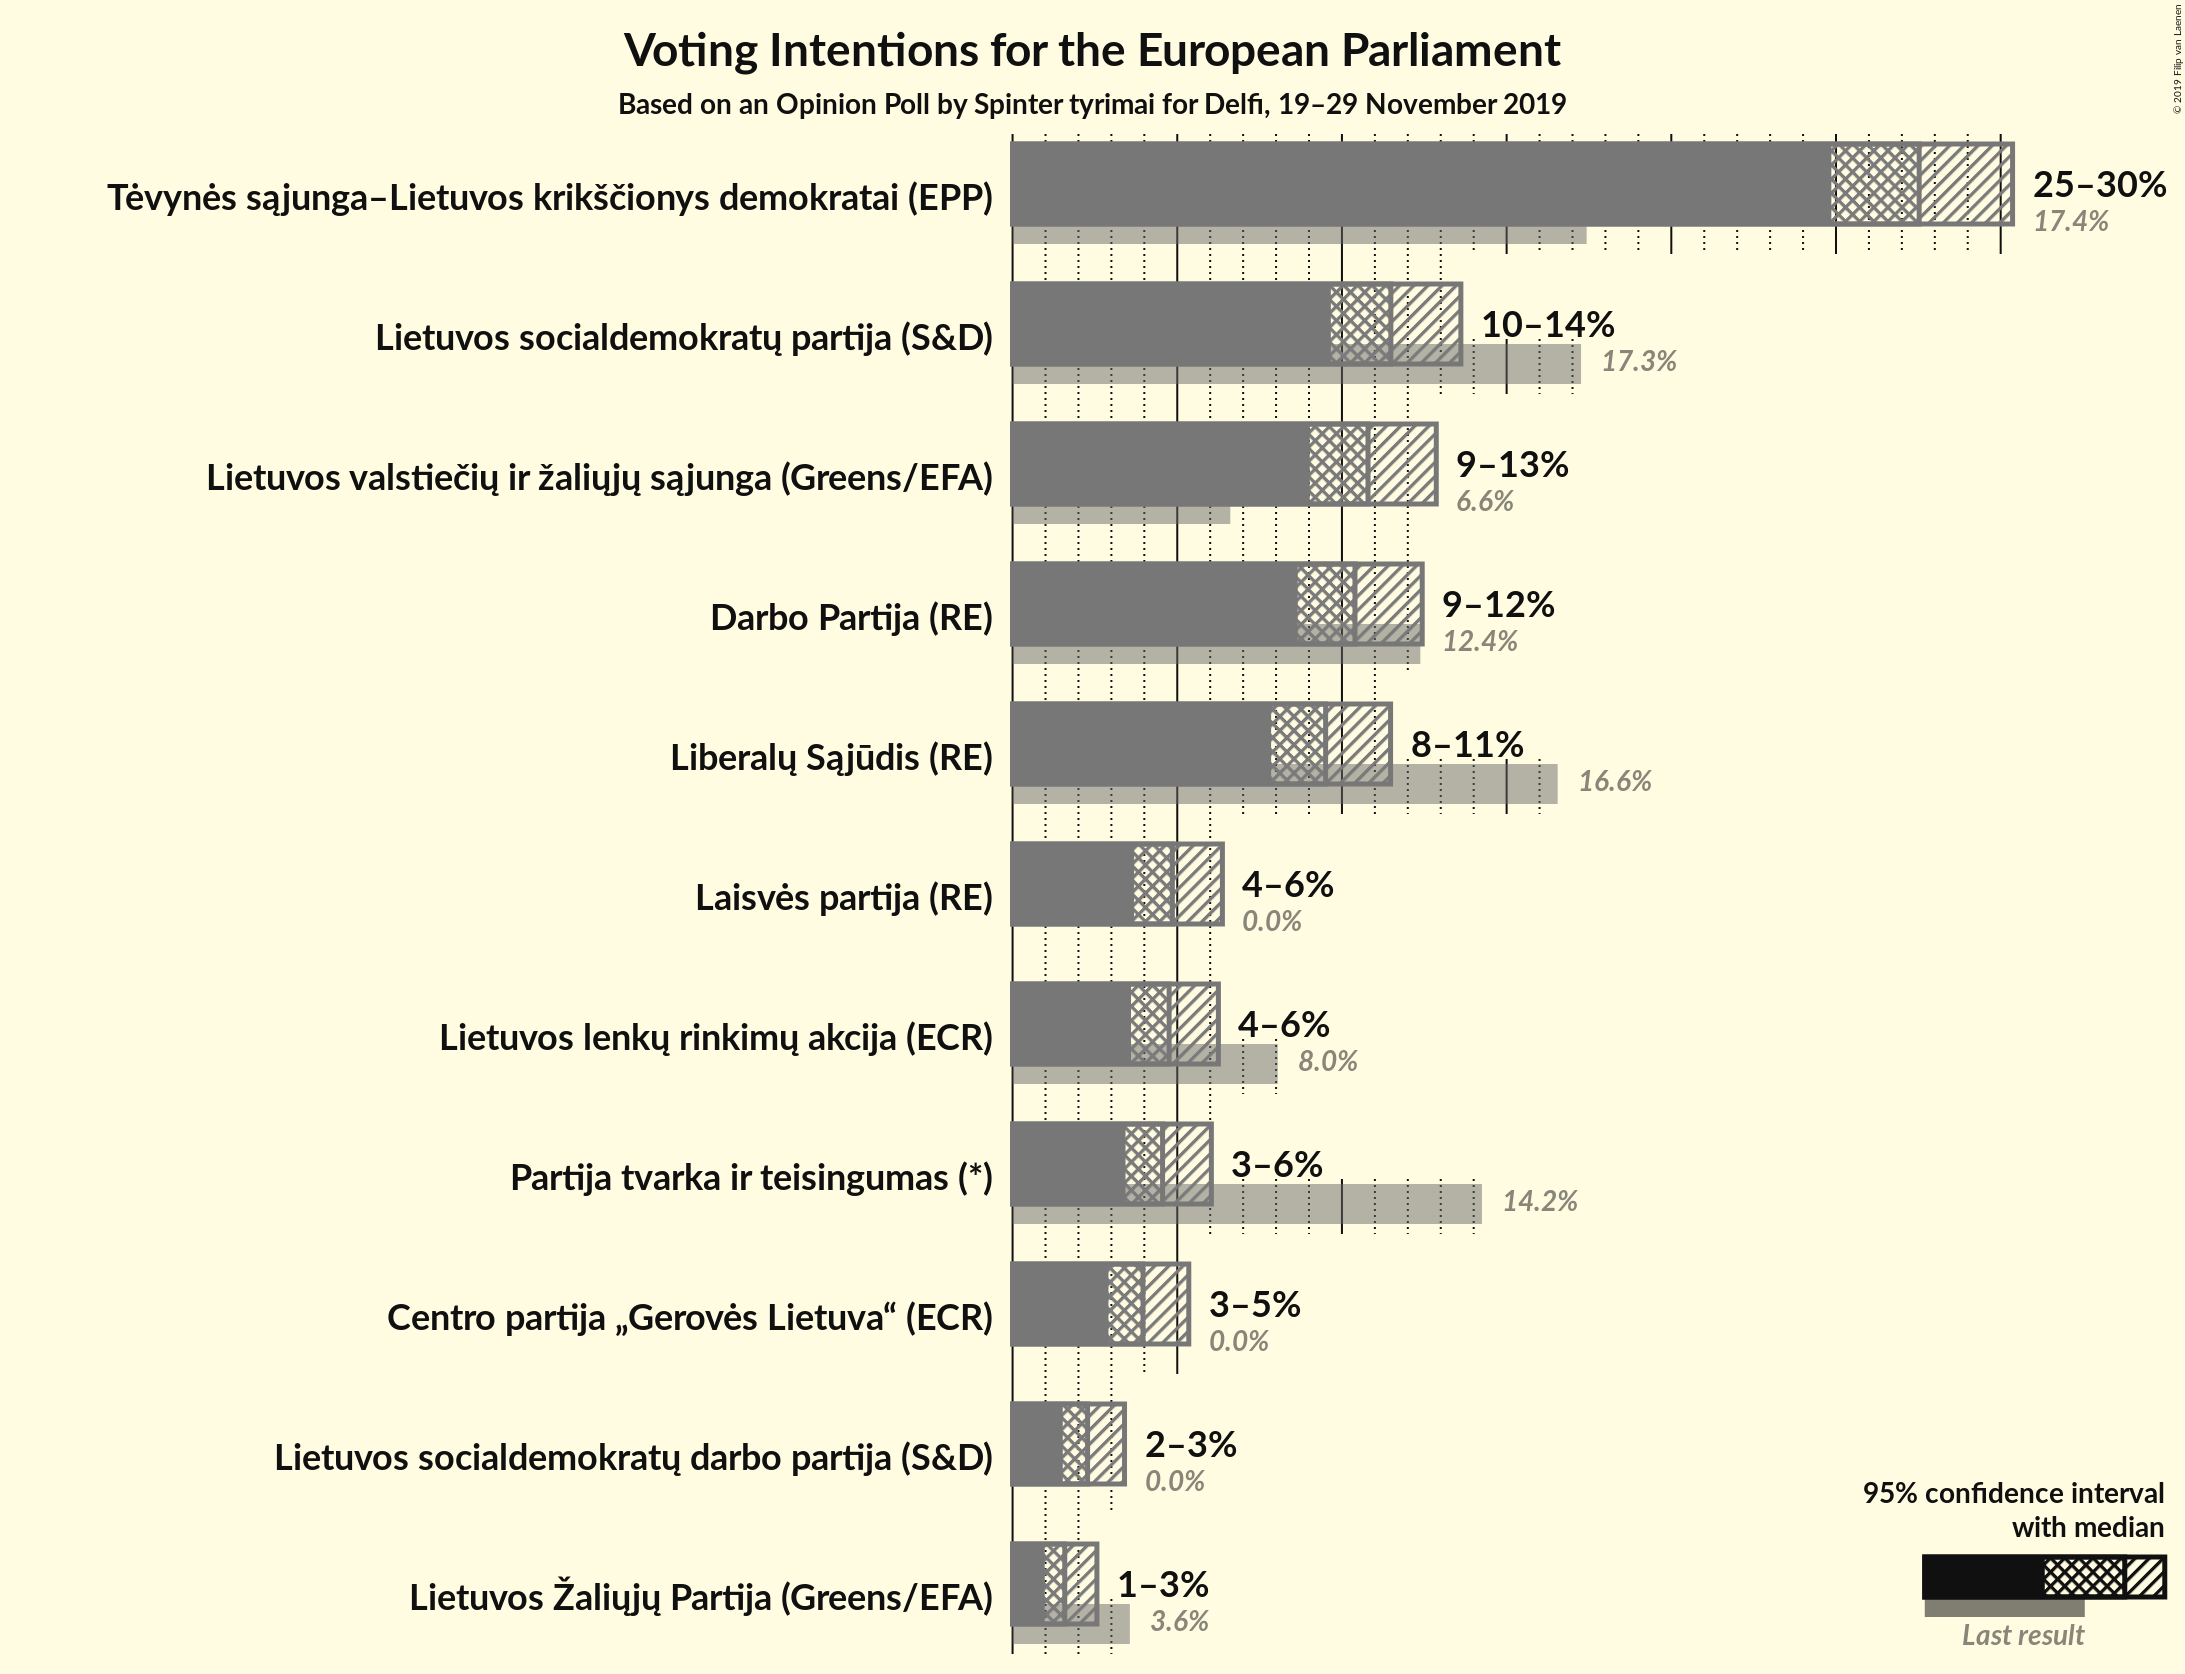 Voting Intentions for the European Parliament
Based on an Opinion Poll by Spinter tyrimai for Delfi, 19–29 November 2019
© 2019 Filip van Laenen
Tėvynės sąjunga–Lietuvos krikščionys demokratai (EPP)
25–30%
17.4%
Lietuvos socialdemokratų partija (S&D)
10–14%
17.3%
Lietuvos valstiečių ir žaliųjų sąjunga (Greens/EFA)
9–13%
6.6%
Darbo Partija (RE)
9–12%
12.4%
Liberalų Sąjūdis (RE)
8–11%
16.6%
Laisvės partija (RE)
4–6%
0.0%
Lietuvos lenkų rinkimų akcija (ECR)
4–6%
8.0%
Partija tvarka ir teisingumas (*)
3–6%
14.2%
Centro partija „Gerovės Lietuva“ (ECR)
3–5%
0.0%
Lietuvos socialdemokratų darbo partija (S&D)
2–3%
0.0%
Lietuvos Žaliųjų Partija (Greens/EFA)
1–3%
3.6%
95% confidence interval
with median
Last result